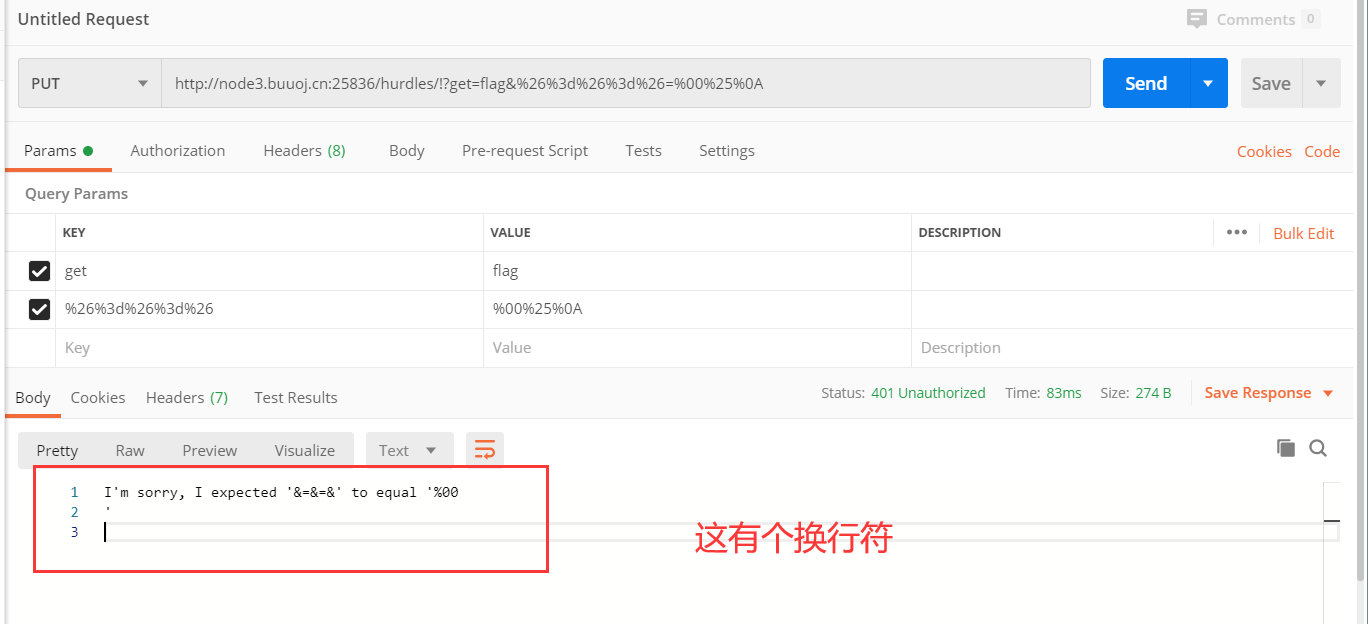 Untitled Request
Comments 0
PUT
http://node3.buuoj.cn:25836/hurdles/!?get=flag&%26%3d%26%3d%26=%00%25%0A
Send
Save
Params
Authorization
Headers (8)
Body
Pre-request Script
Tests
Settings
Cookies Code
Query Params
KEY VALUE DESCRIPTION ••• Bulk Edit
get flag
%26%3d%26%3d%26 %00%25%0A
Key Value Description
Body Cookies Headers (7) Test Results
Status: 401 Unauthorized Time: 83ms Size: 274 B Save Response
Pretty Raw Preview Visualize Text
1 I'm sorry, I expected '&=&=&' to equal '%00
2 '
3
这有个换行符